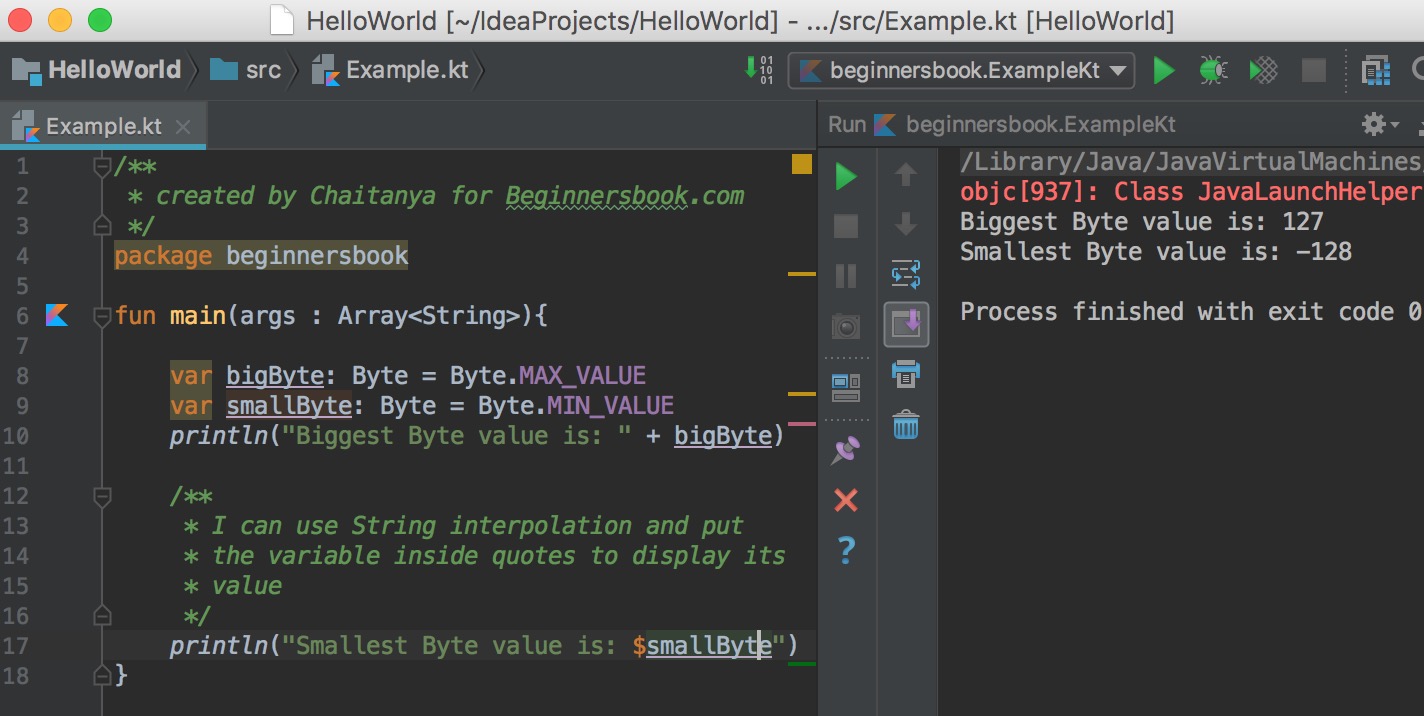 HelloWorld [~/IdeaProjects/HelloWorld] - .../src/Example.kt [HelloWorld]
HelloWorld src Example.kt beginnersbook.ExampleKt
Example.kt
1 /**
2 * created by Chaitanya for Beginnersbook.com
3 */
4 package beginnersbook
5
6 fun main(args : Array<String>){
7
8 var bigByte: Byte = Byte.MAX_VALUE
9 var smallByte: Byte = Byte.MIN_VALUE
10 println("Biggest Byte value is: " + bigByte)
11
12 /**
13 * I can use String interpolation and put
14 * the variable inside quotes to display its
15 * value
16 */
17 println("Smallest Byte value is: $smallByte")
18 }
Run beginnersbook.ExampleKt
/Library/Java/JavaVirtualMachines/
objc[937]: Class JavaLaunchHelper
Biggest Byte value is: 127
Smallest Byte value is: -128
Process finished with exit code 0